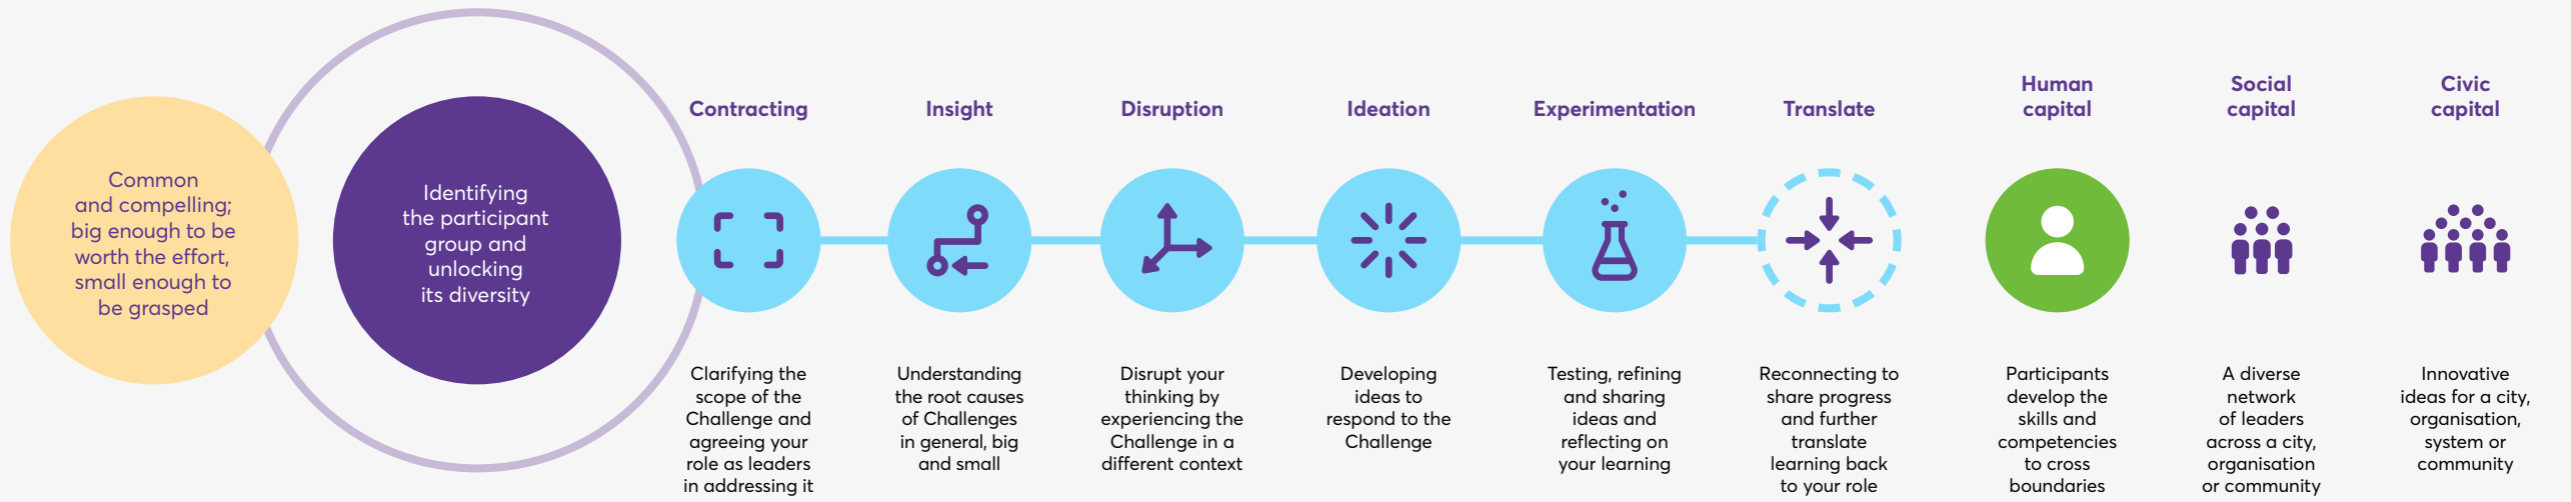 Common
and compelling;
big enough to be
worth the effort,
small enough to
be grasped
Identifying
the participant
group and
unlocking
its diversity
Contracting
Clarifying the
scope of the
Challenge and
agreeing your
role as leaders
in addressing it
Insight
Understanding
the root causes
of Challenges
in general, big
and small
Disruption
Disrupt your
thinking by
experiencing the
Challenge in a
different context
Ideation
Developing
ideas to
respond to the
Challenge
Experimentation
Testing, refining
and sharing
ideas and
reflecting on
your learning
Translate
Reconnecting to
share progress
and further
translate
learning back
to your role
Human
capital
Participants
develop the
skills and
competencies
to cross
boundaries
Social
capital
A diverse
network
of leaders
across a city,
organisation
or community
Civic
capital
Innovative
ideas for a city,
organisation,
system or
community